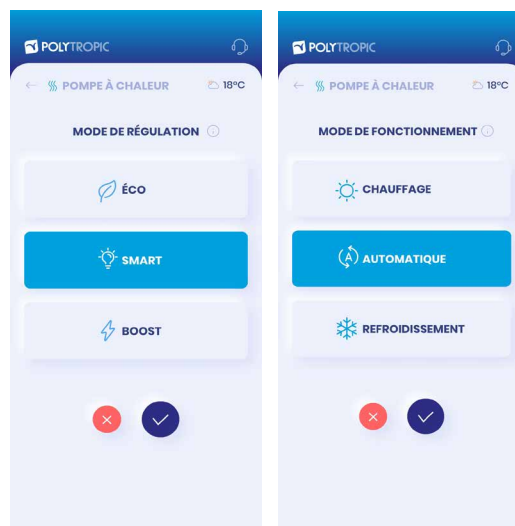 POLYTROPIC
POMPE À CHALEUR 18°C
MODE DE RÉGULATION
ÉCO
SMART
BOOST
POLYTROPIC
POMPE À CHALEUR 18°C
MODE DE FONCTIONNEMENT
CHAUFFAGE
A AUTOMATIQUE
REFROIDISSEMENT